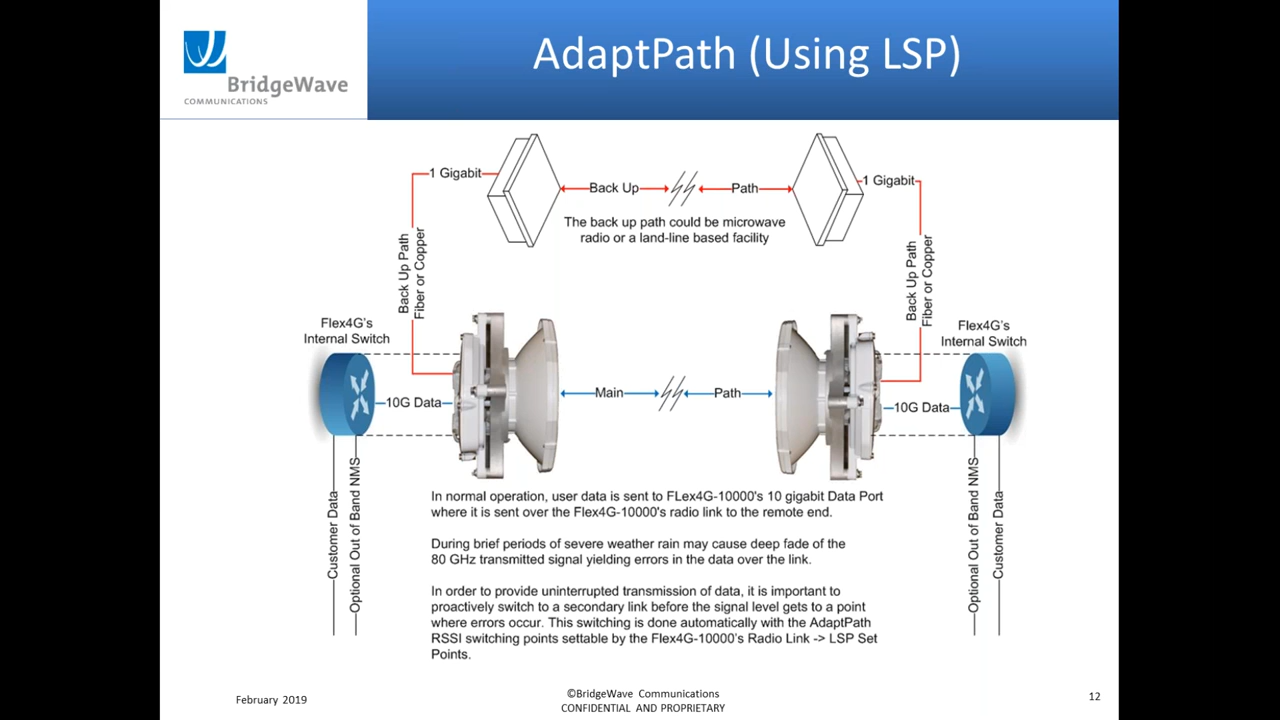 BridgeWave
COMMUNICATIONS
AdaptPath (Using LSP)
1 Gigabit
Back Up
Path
1 Gigabit
The back up path could be microwave
radio or a land-line based facility
Back Up Path
Fiber or Copper
Back Up Path
Fiber or Copper
Flex4G's
Internal Switch
Flex4G's
Internal Switch
10G Data
Main
Path
10G Data
Customer Data
Optional Out of Band NMS
Optional Out of Band NMS
Customer Data
In normal operation, user data is sent to FLex4G-10000's 10 gigabit Data Port
where it is sent over the Flex4G-10000's radio link to the remote end.
During brief periods of severe weather rain may cause deep fade of the
80 GHz transmitted signal yielding errors in the data over the link.
In order to provide uninterrupted transmission of data, it is important to
proactively switch to a secondary link before the signal level gets to a point
where errors occur. This switching is done automatically with the AdaptPath
RSSI switching points settable by the Flex4G-10000's Radio Link -> LSP Set
Points.
February 2019
©BridgeWave Communications
CONFIDENTIAL AND PROPRIETARY
12